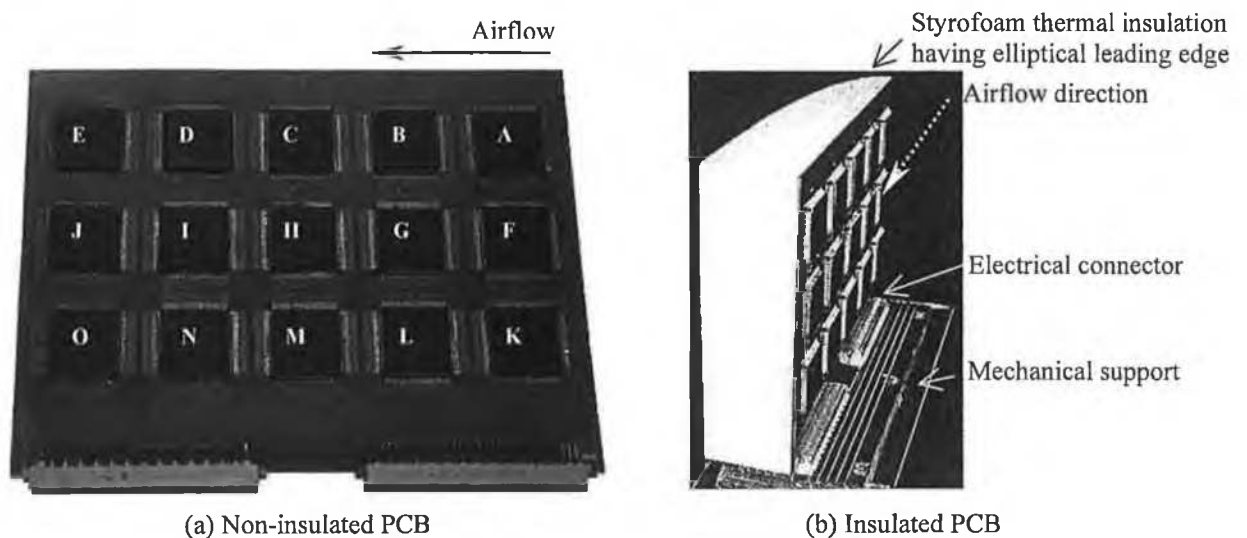 Airflow
E D C B A
J I H G F
O N M L K
(a) Non-insulated PCB
Styrofoam thermal insulation
having elliptical leading edge
Airflow direction
Electrical connector
Mechanical support
(b) Insulated PCB